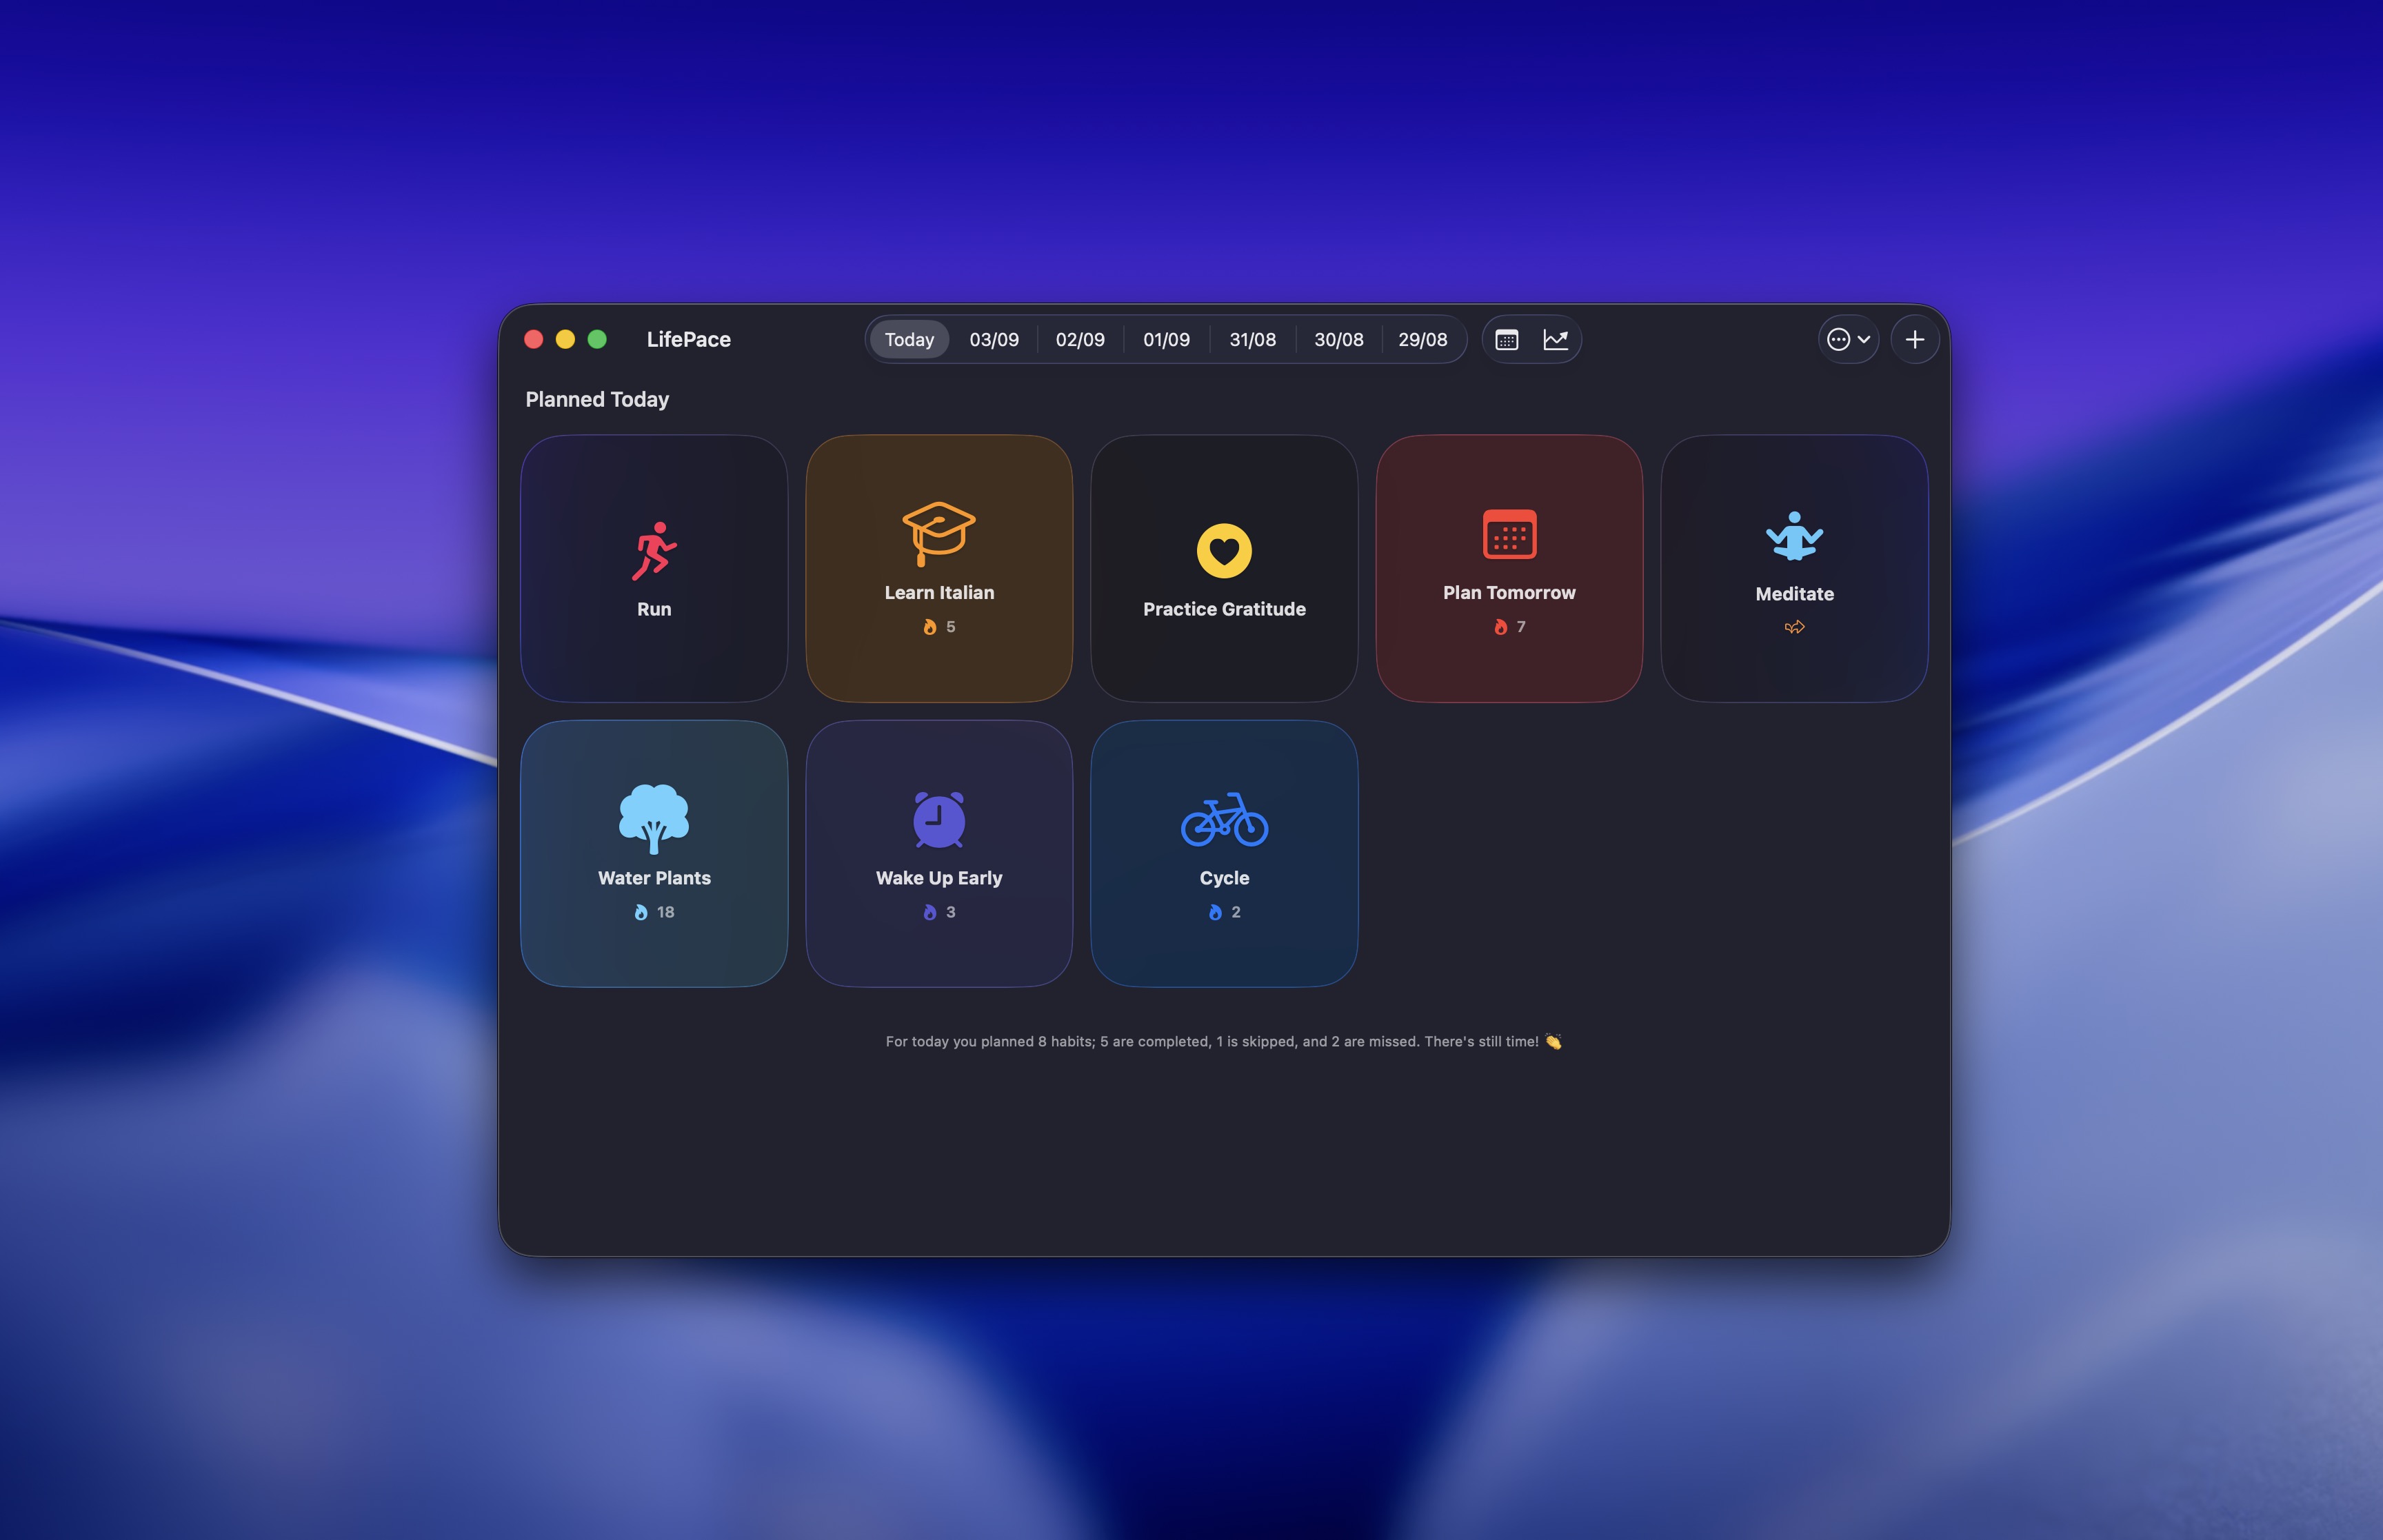 LifePace
Today 03/09 02/09 01/09 31/08 30/08 29/08
Planned Today
Run
Learn Italian
5
Practice Gratitude
Plan Tomorrow
7
Meditate
Water Plants
18
Wake Up Early
3
Cycle
2
For today you planned 8 habits; 5 are completed, 1 is skipped, and 2 are missed. There's still time! 👏